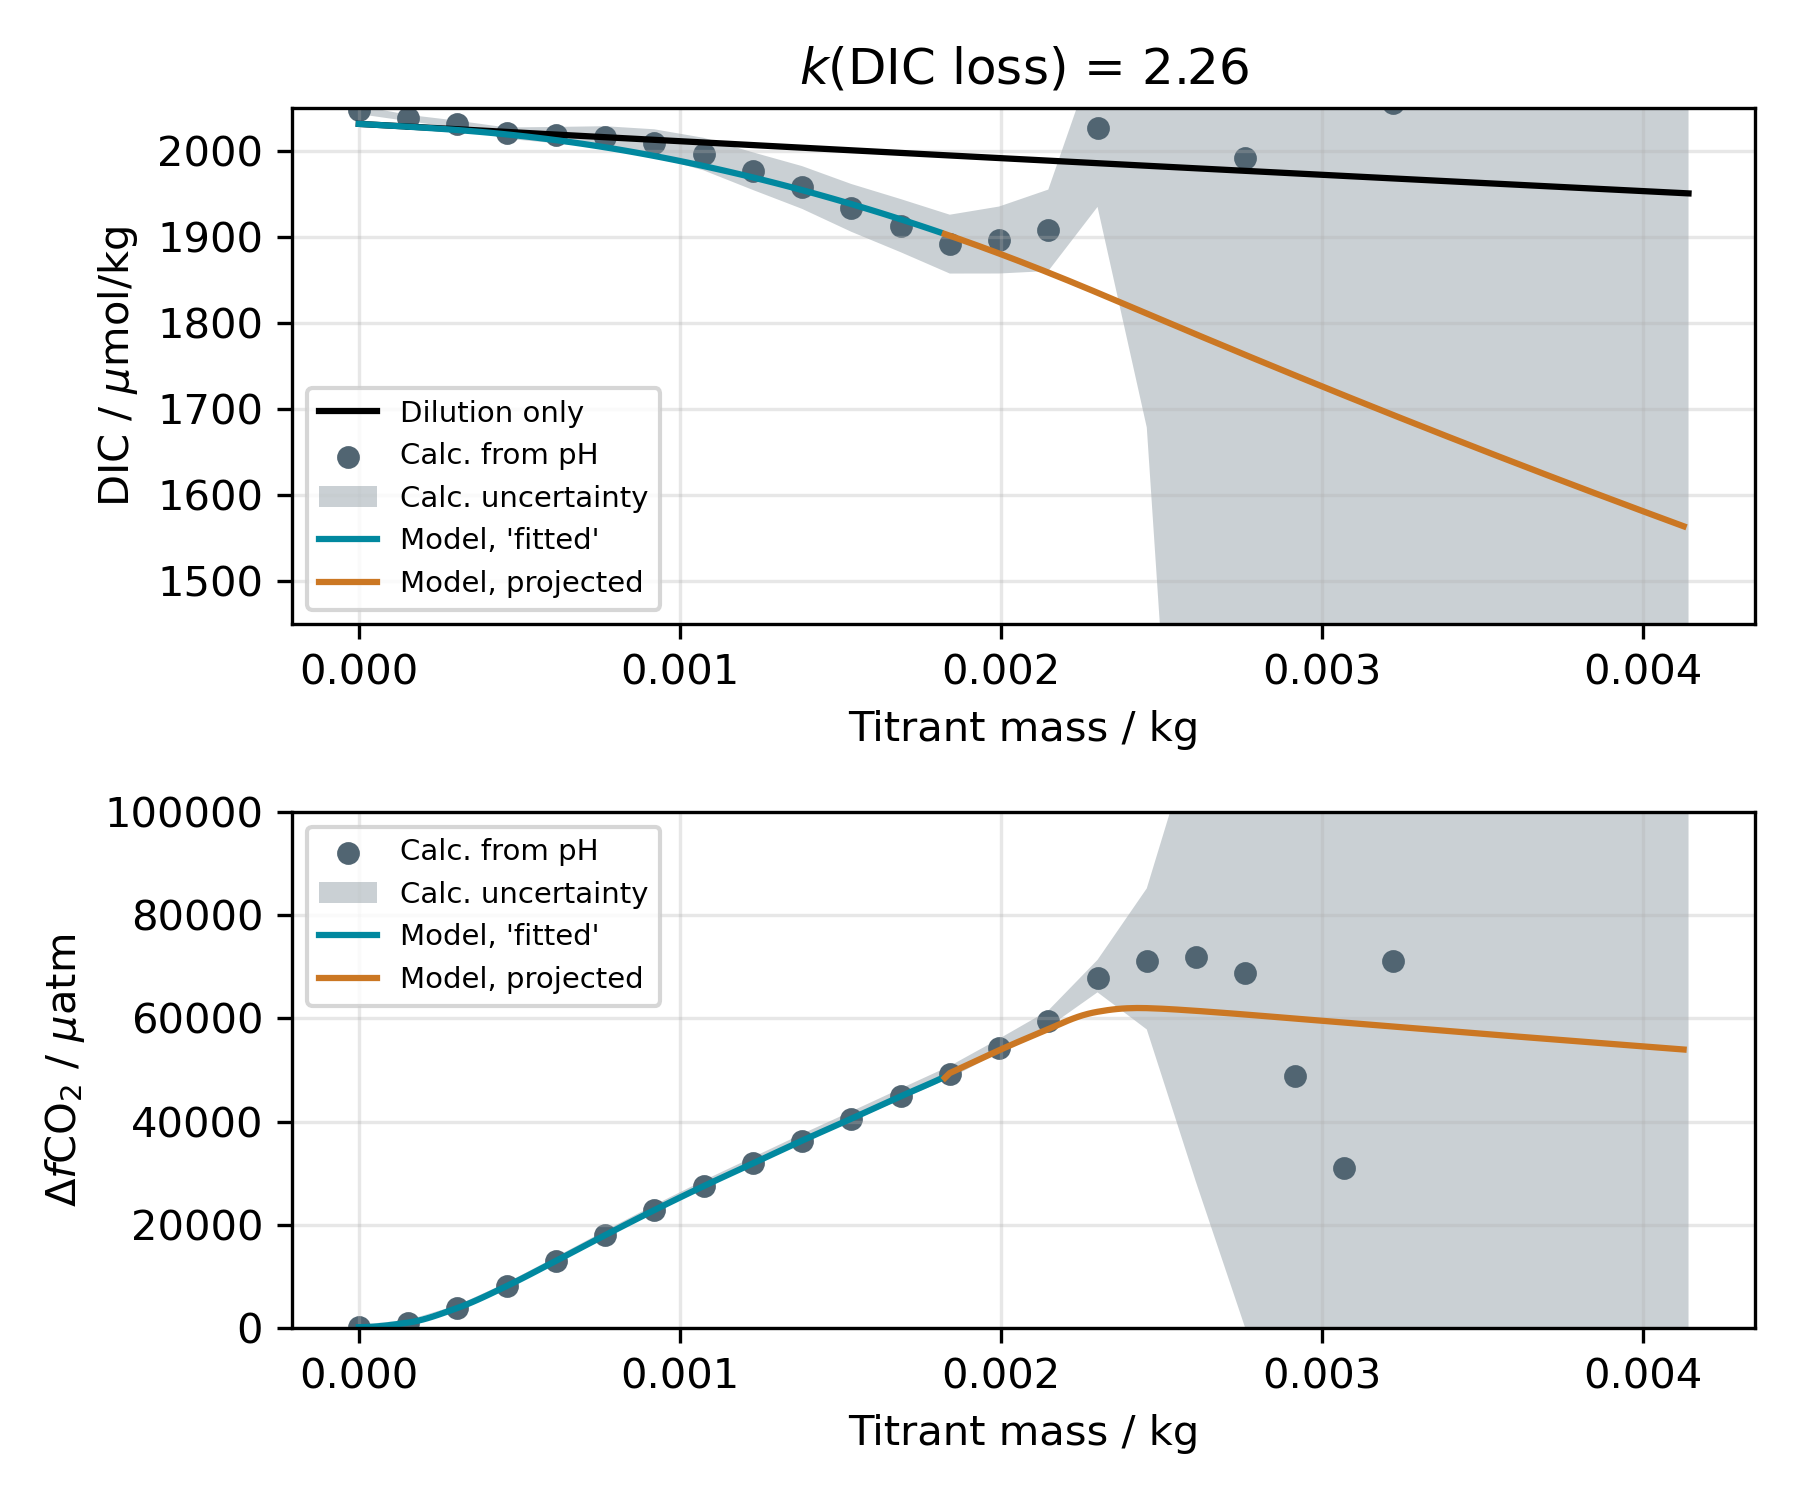 k(DIC loss) = 2.26
DIC / μmol/kg
2000
1900
1800
1700
1600
1500
Dilution only
Calc. from pH
Calc. uncertainty
Model, 'fitted'
Model, projected
0.000 0.001 0.002 0.003 0.004
Titrant mass / kg
ΔfCO₂ / μatm
100000
80000
60000
40000
20000
0
Calc. from pH
Calc. uncertainty
Model, 'fitted'
Model, projected
0.000 0.001 0.002 0.003 0.004
Titrant mass / kg